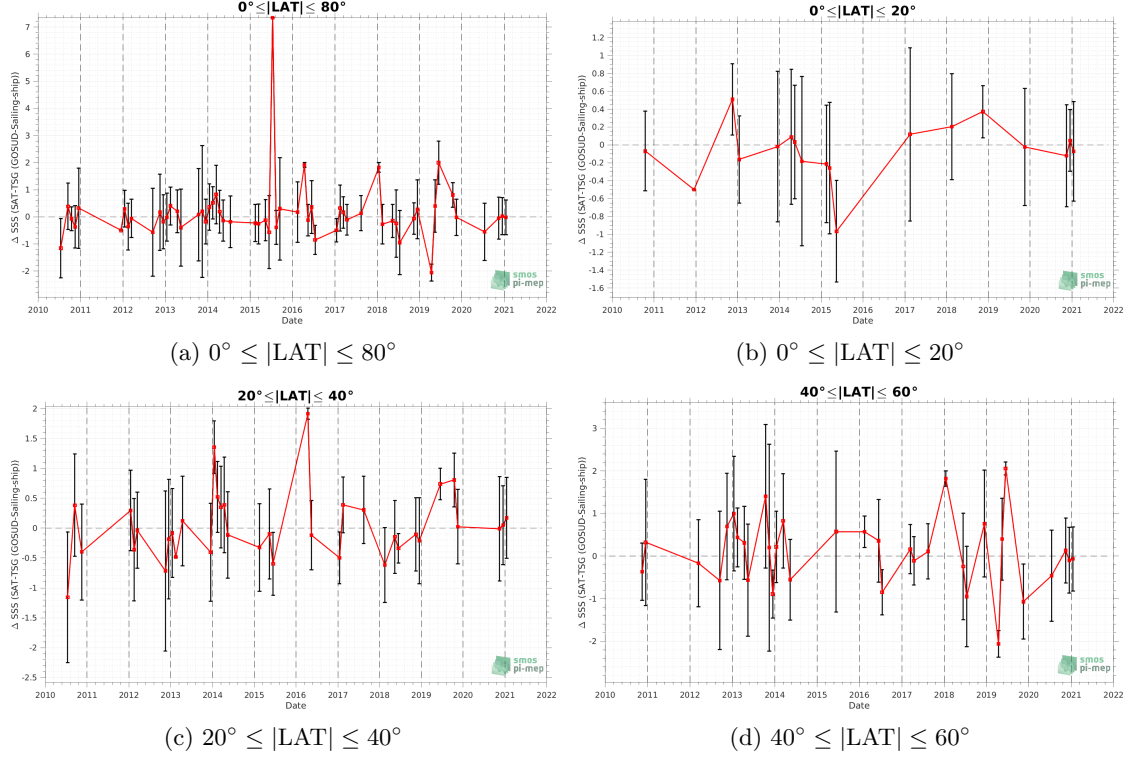 0°≤|LAT|≤ 80°
Δ SSS (SAT-TSG (GOSUD-Sailing-ship))
7
6
5
4
3
2
1
0
-1
-2
2010 2011 2012 2013 2014 2015 2016 2017 2018 2019 2020 2021 2022
Date
smos
pi-mep
(a) 0° ≤ |LAT| ≤ 80°
0°≤|LAT|≤ 20°
Δ SSS (SAT-TSG (GOSUD-Sailing-ship))
1.2
1
0.8
0.6
0.4
0.2
0
-0.2
-0.4
-0.6
-0.8
-1
-1.2
-1.4
-1.6
2010 2011 2012 2013 2014 2015 2016 2017 2018 2019 2020 2021 2022
Date
smos
pi-mep
(b) 0° ≤ |LAT| ≤ 20°
20°≤|LAT|≤ 40°
Δ SSS (SAT-TSG (GOSUD-Sailing-ship))
2
1.5
1
0.5
0
-0.5
-1
-1.5
-2
-2.5
2010 2011 2012 2013 2014 2015 2016 2017 2018 2019 2020 2021 2022
Date
smos
pi-mep
(c) 20° ≤ |LAT| ≤ 40°
40°≤|LAT|≤ 60°
Δ SSS (SAT-TSG (GOSUD-Sailing-ship))
3
2
1
0
-1
-2
2010 2011 2012 2013 2014 2015 2016 2017 2018 2019 2020 2021 2022
Date
smos
pi-mep
(d) 40° ≤ |LAT| ≤ 60°